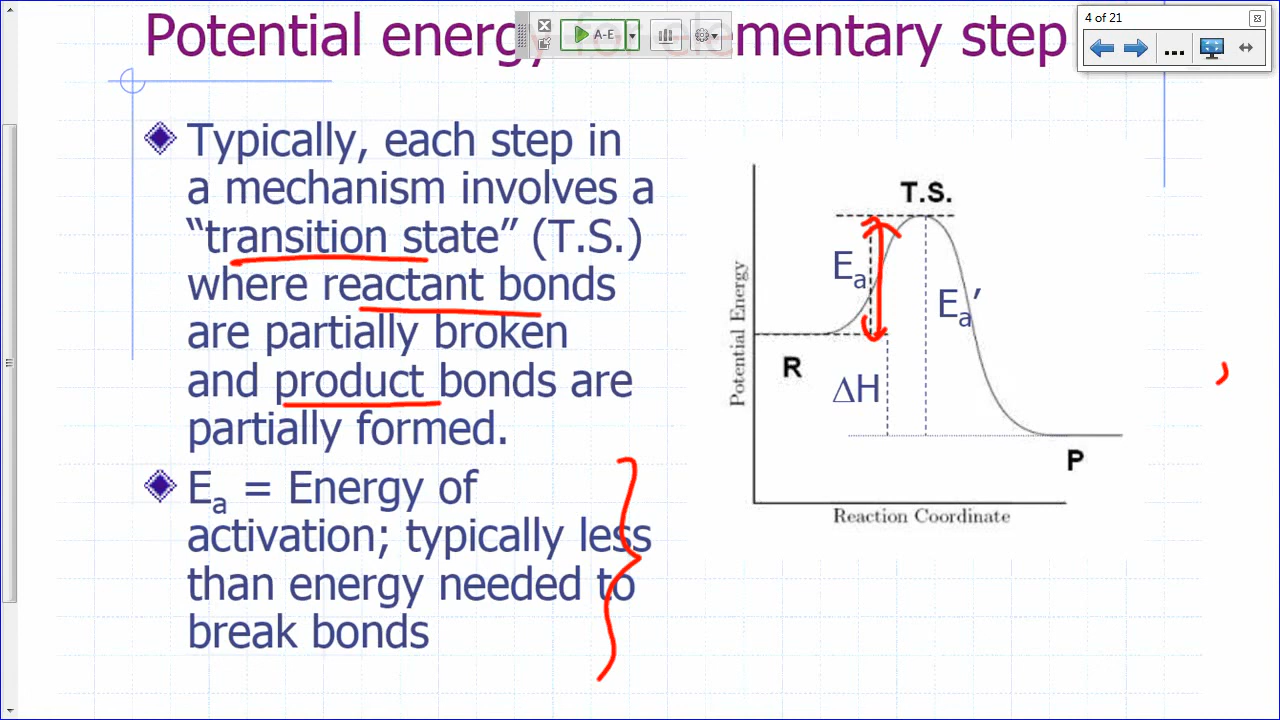 Potential energy for elementary step
A-E
4 of 21
...
Typically, each step in
a mechanism involves a
“transition state” (T.S.)
where reactant bonds
are partially broken
and product bonds are
partially formed.
Ea = Energy of
activation; typically less
than energy needed to
break bonds
T.S.
Ea
Ea′
R
ΔH
P
Potential Energy
Reaction Coordinate